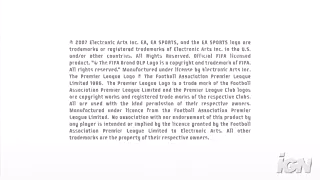 © 2007 Electronic Arts Inc. EA, EA SPORTS, and the EA SPORTS logo are
trademarks or registered trademarks of Electronic Arts Inc. in the U.S.
and/or other countries. All Rights Reserved. Official FIFA licensed
product. "© The FIFA Brand OLP Logo is a copyright and trademark of FIFA.
All rights reserved." Manufactured under license by Electronic Arts Inc.
The Premier League Logo © The Football Association Premier League
Limited 1996. The Premier League Logo is a trade mark of the Football
Association Premier League Limited and the Premier League Club logos
are copyright works and registered trade marks of the respective Clubs.
All are used with the kind permission of their respective owners.
Manufactured under licence from the Football Association Premier
League Limited. No association with nor endorsement of this product by
any player is intended or implied by the licence granted by the Football
Association Premier League Limited to Electronic Arts. All other
trademarks are the property of their respective owners.
IGN